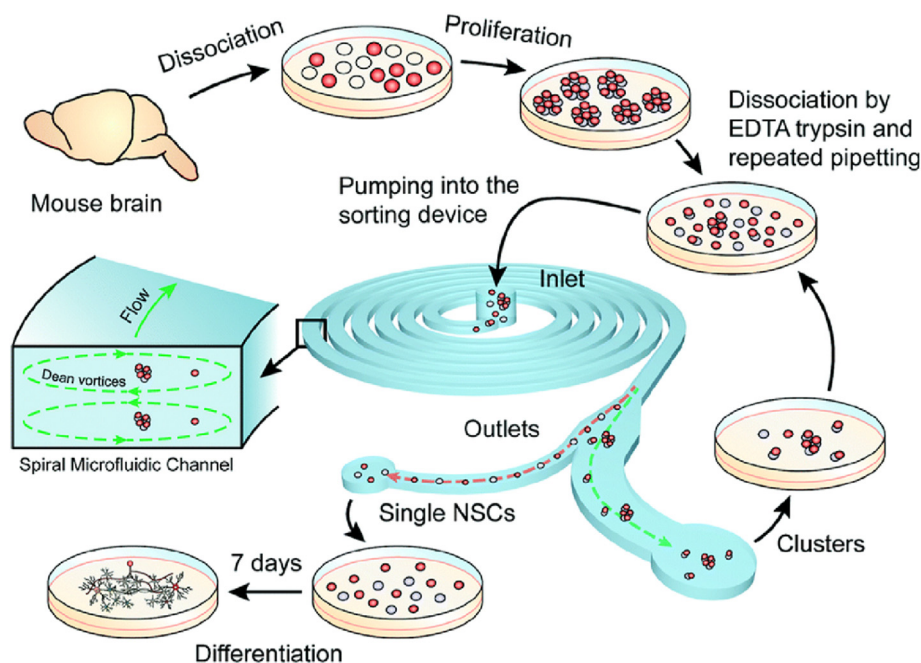 Dissociation
Proliferation
Mouse brain
Dissociation by
EDTA trypsin and
repeated pipetting
Pumping into the
sorting device
Inlet
Flow
Dean vortices
Spiral Microfluidic Channel
Outlets
Single NSCs
Clusters
7 days
Differentiation